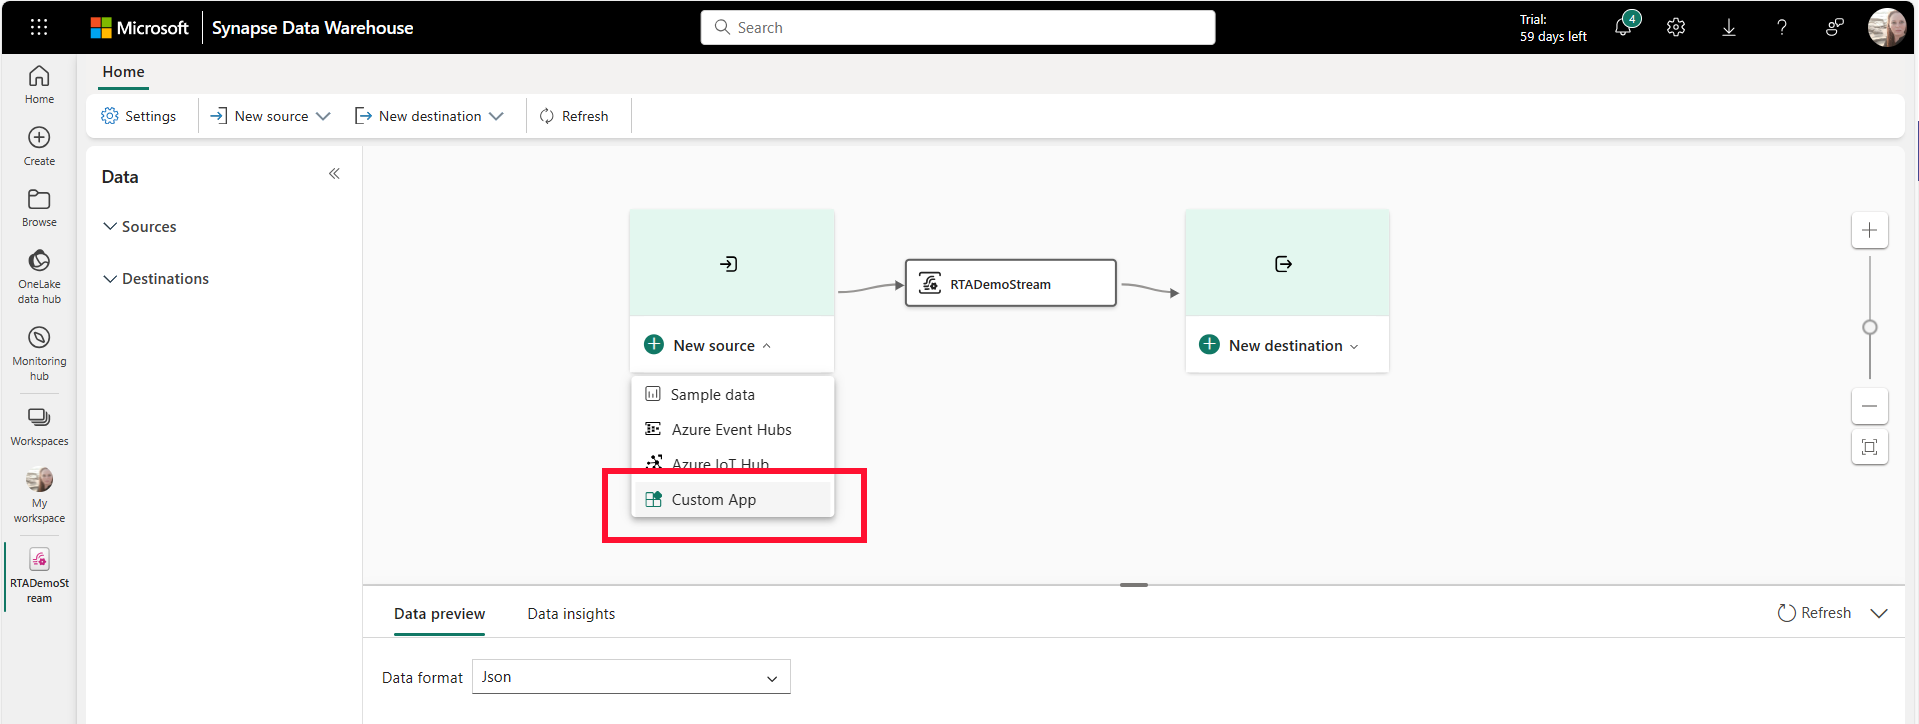 Microsoft
Synapse Data Warehouse
Search
Trial:
59 days left
4
Home
Create
Browse
OneLake
data hub
Monitoring
hub
Workspaces
My
workspace
RTADemoSt
ream
Home
Settings
New source
New destination
Refresh
Data
Sources
Destinations
RTADemoStream
New source
New destination
Sample data
Azure Event Hubs
Azure IoT Hub
Custom App
Data preview
Data insights
Refresh
Data format
Json